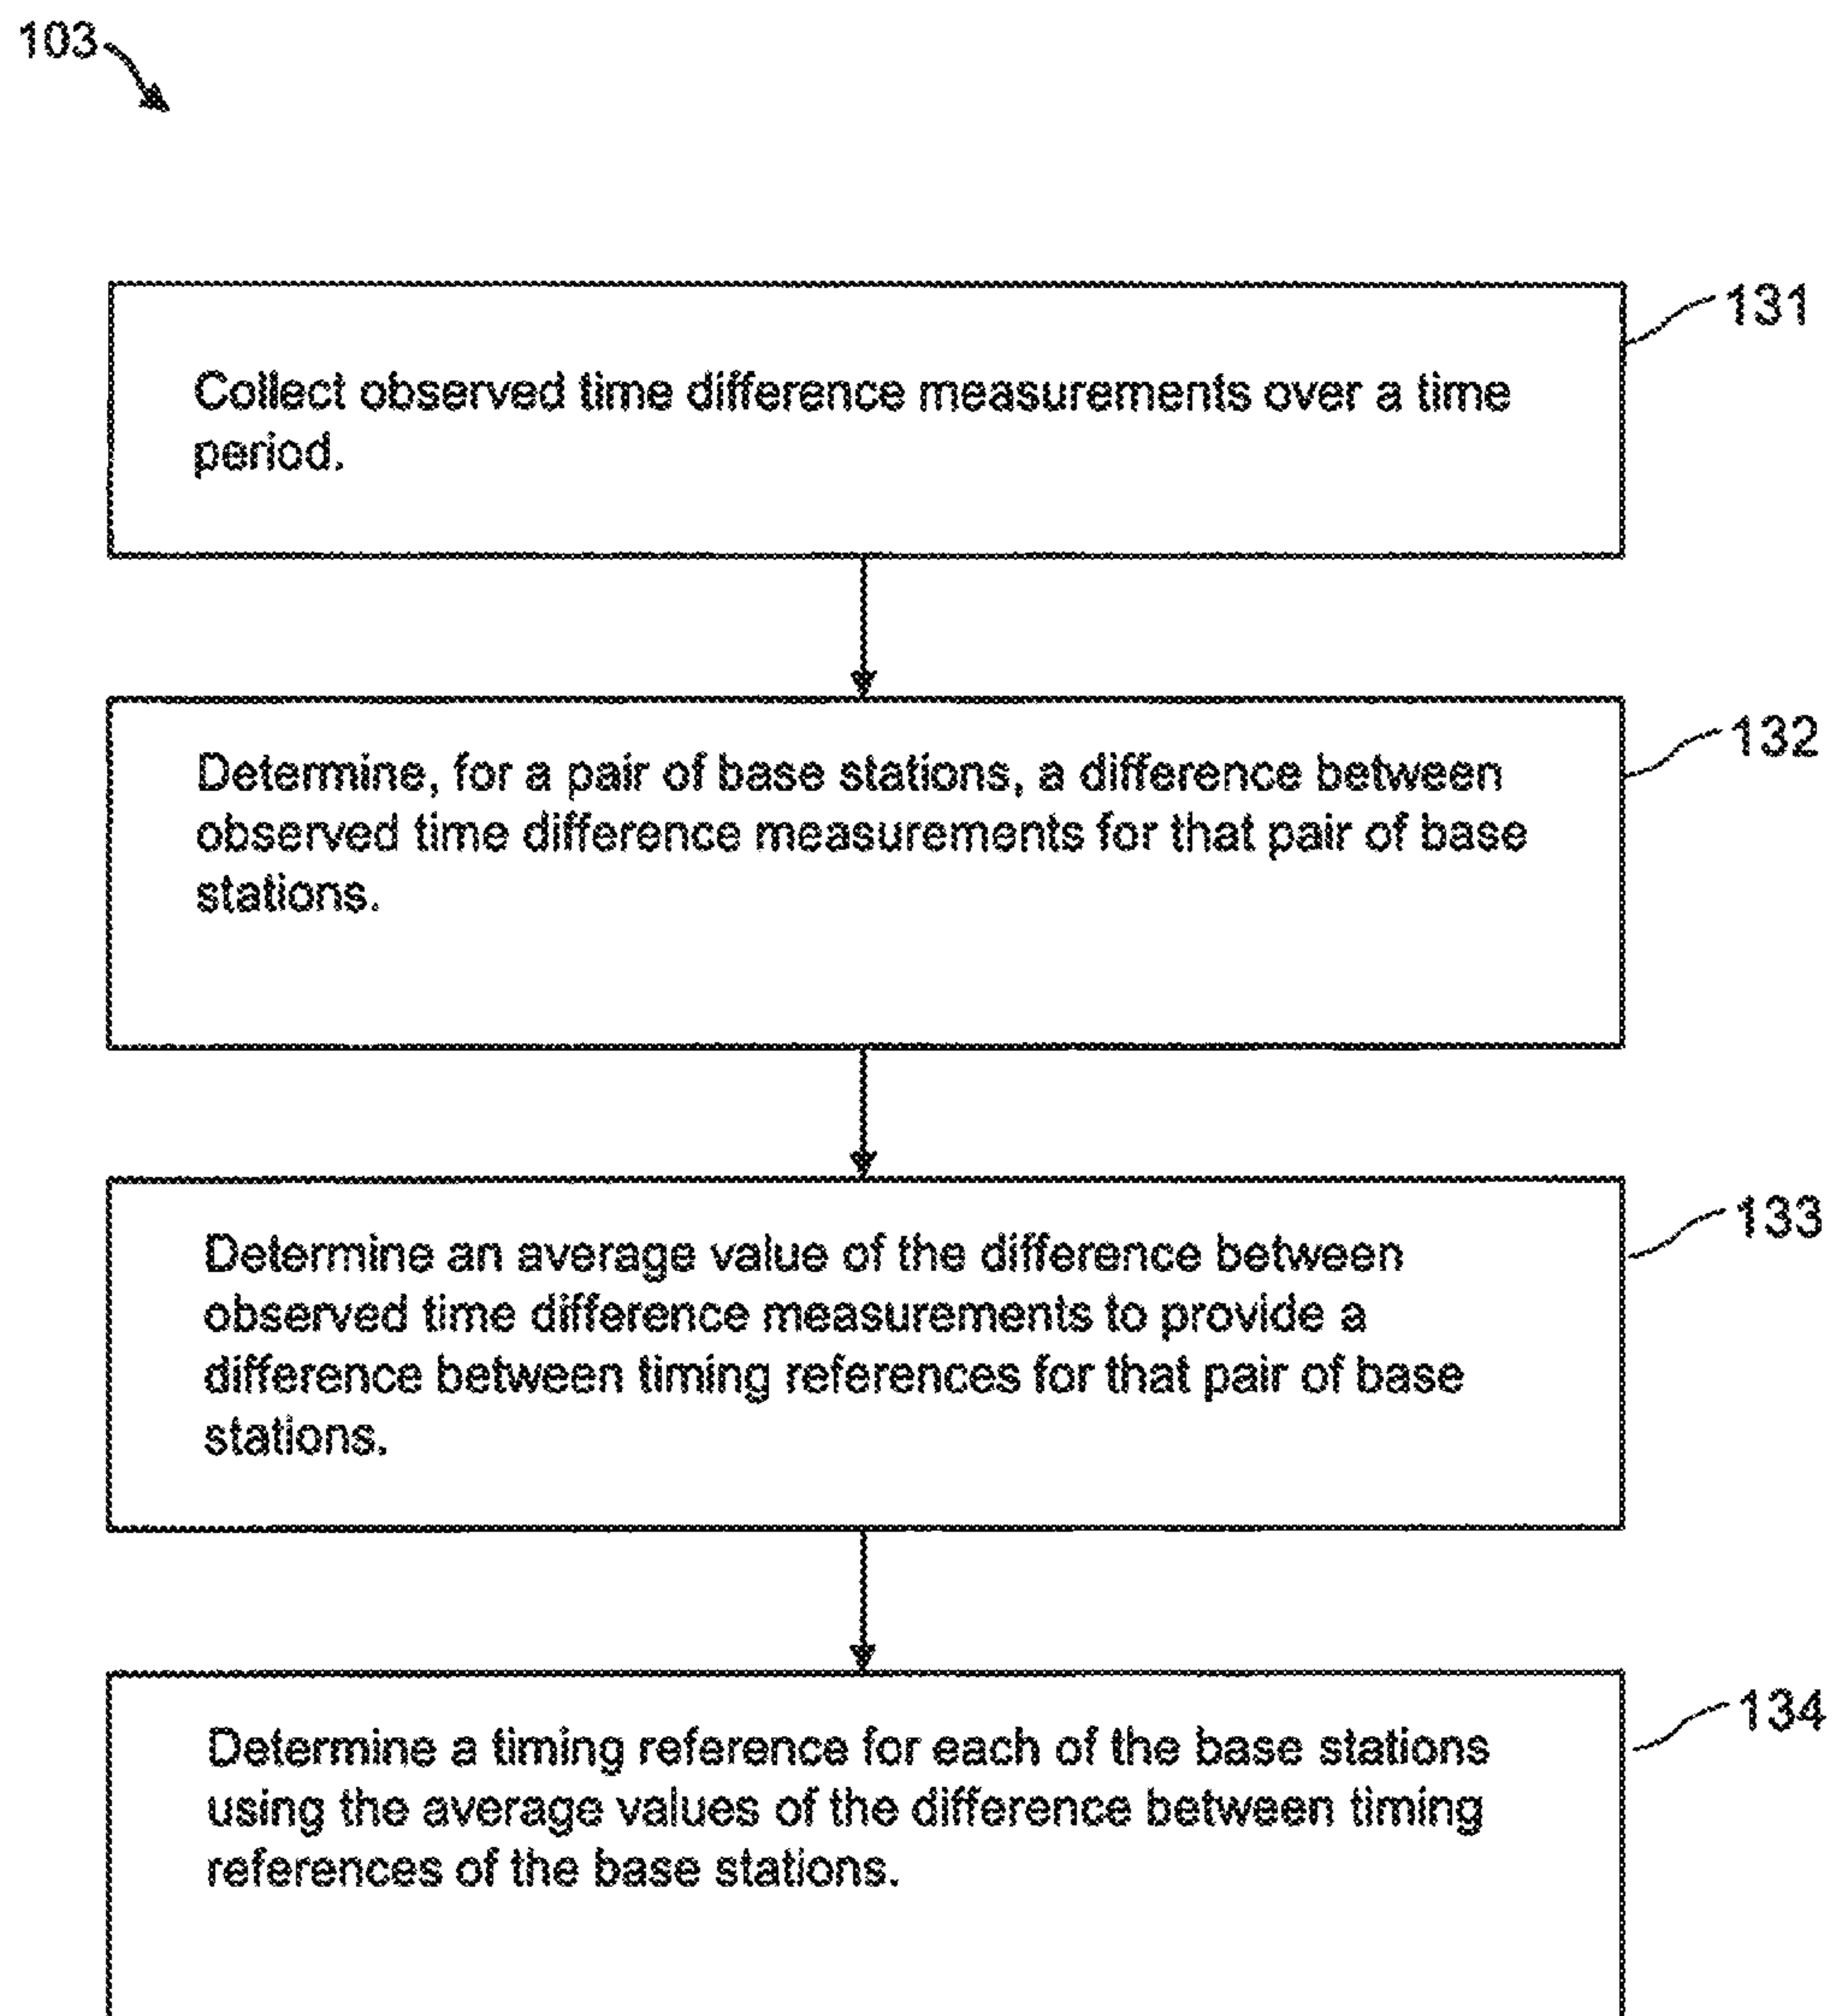 103
131
Collect observed time difference measurements over a time
period.
132
Determine, for a pair of base stations, a difference between
observed time difference measurements for that pair of base
stations.
133
Determine an average value of the difference between
observed time difference measurements to provide a
difference between timing references for that pair of base
stations.
134
Determine a timing reference for each of the base stations
using the average values of the difference between timing
references of the base stations.